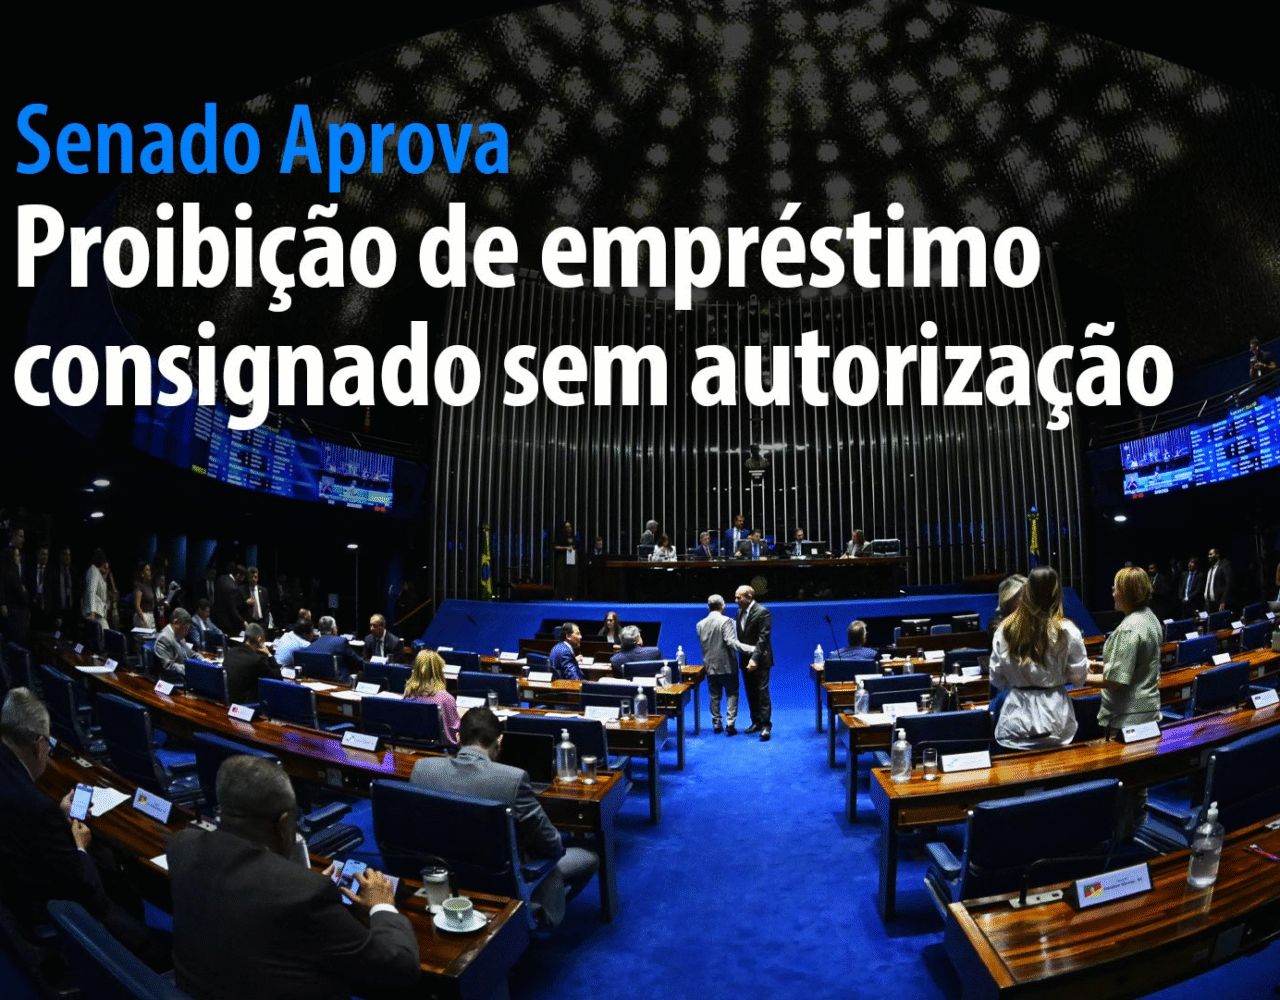 Senado Aprova
Proibição de empréstimo
consignado sem autorização